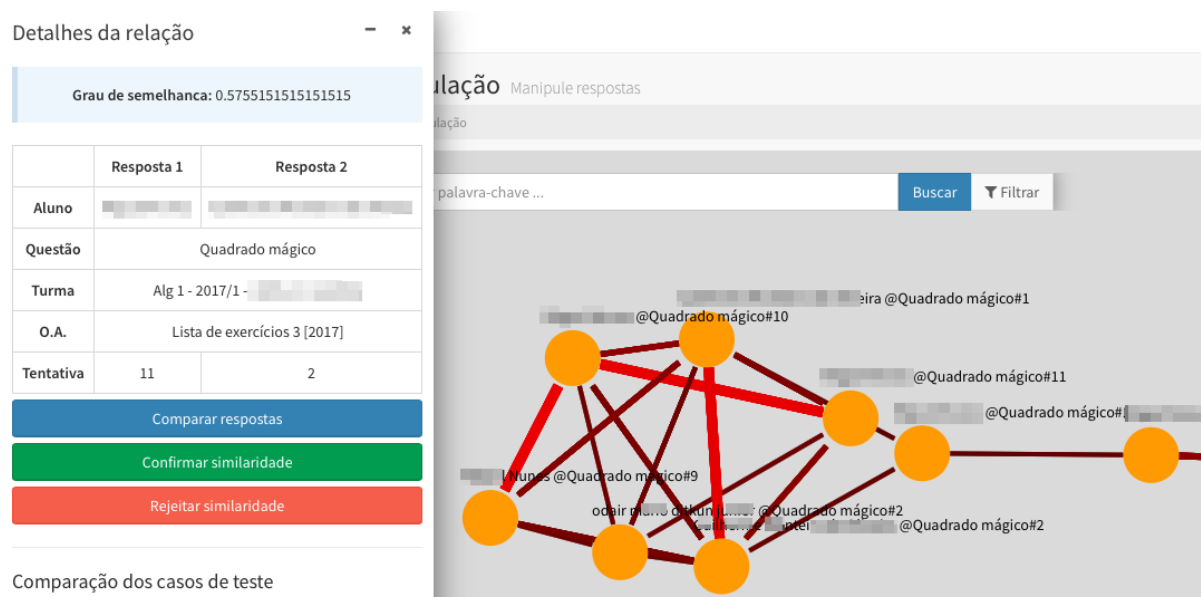 Detalhes da relação
Grau de semelhanca: 0.5755151515151515
Resposta 1 Resposta 2
Aluno
Questão Quadrado mágico
Turma Alg 1 - 2017/1 -
O.A. Lista de exercícios 3 [2017]
Tentativa 11 2
Comparar respostas
Confirmar similaridade
Rejeitar similaridade
Comparação dos casos de teste
ulação Manipule respostas
ulação
palavra-chave ... Buscar Filtrar
eira @Quadrado mágico#1
@Quadrado mágico#10
@Quadrado mágico#11
@Quadrado mágico#
Nunes @Quadrado mágico#9
odair @Quadrado mágico#2
@Quadrado mágico#2